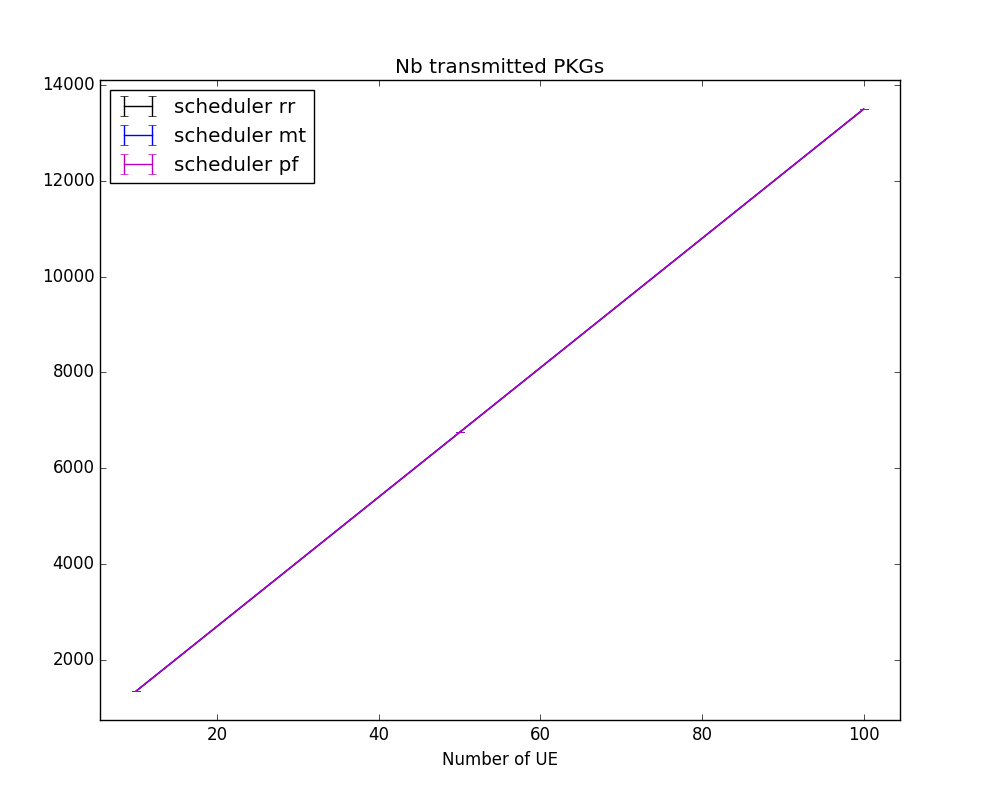 Nb transmitted PKGs
14000
12000
10000
8000
6000
4000
2000
scheduler rr
scheduler mt
scheduler pf
20 40 60 80 100
Number of UE